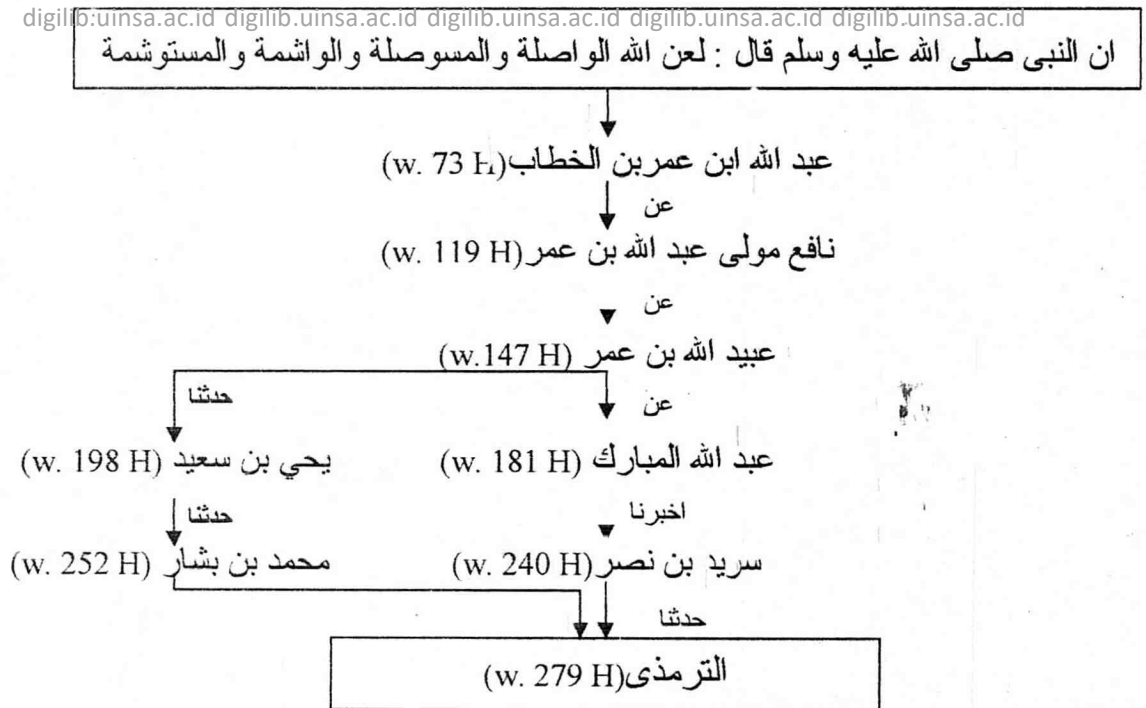 digilib.uinsa.ac.id digilib.uinsa.ac.id digilib.uinsa.ac.id digilib.uinsa.ac.id digilib.uinsa.ac.id
ان النبى صلى الله عليه وسلم قال : لعن الله الواصلة والمسوصلة والواشمة والمستوشمة
عبد الله ابن عمربن الخطاب(w. 73 H)
عن
نافع مولى عبد الله بن عمر(w. 119 H)
عن
عبيد الله بن عمر (w.147 H)
عن
حدثنا
عبد الله المبارك (w. 181 H)
يحي بن سعيد (w. 198 H)
اخبرنا
حدثنا
سريد بن نصر(w. 240 H)
محمد بن بشار (w. 252 H)
حدثنا
الترمذى(w. 279 H)